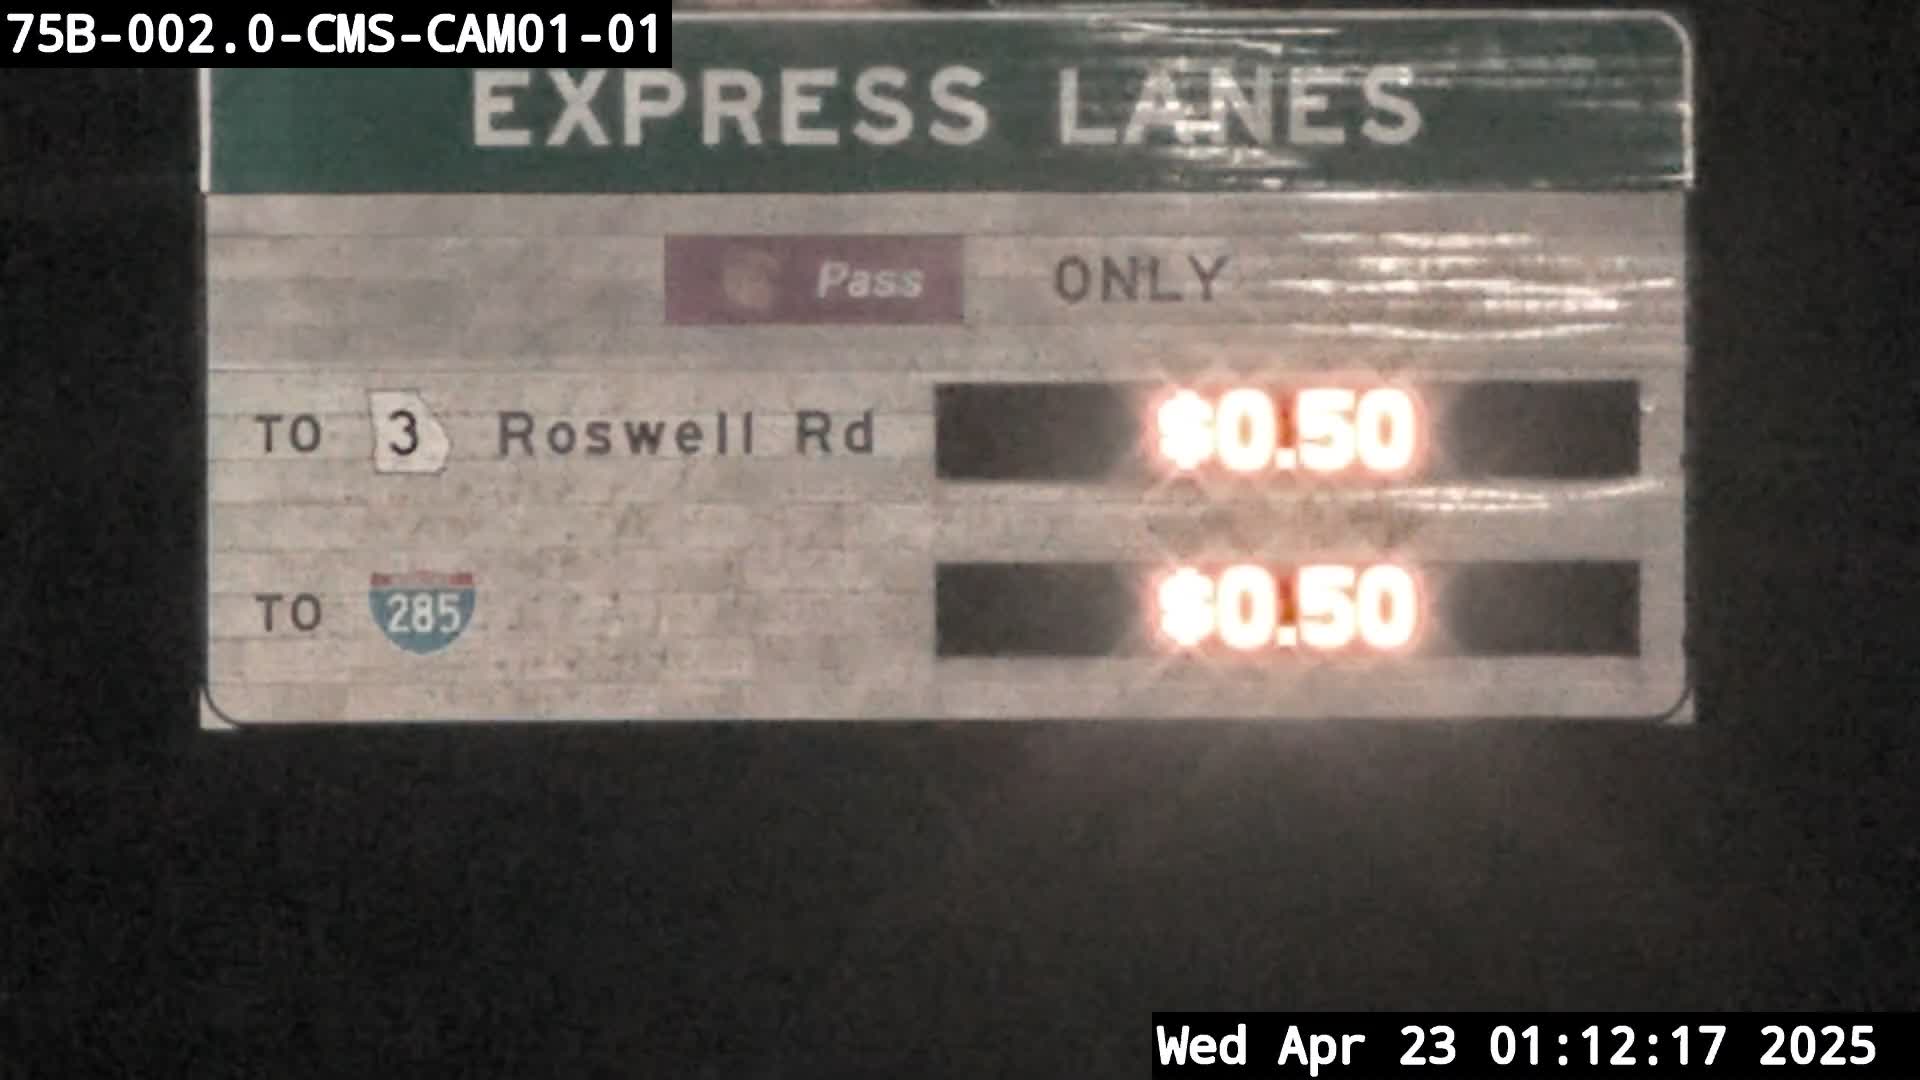 75B-002.0-CMS-CAM01-01
EXPRESS LANES
Pass ONLY
TO 3 Roswell Rd $0.50
TO 285 $0.50
Wed Apr 23 01:12:17 2025